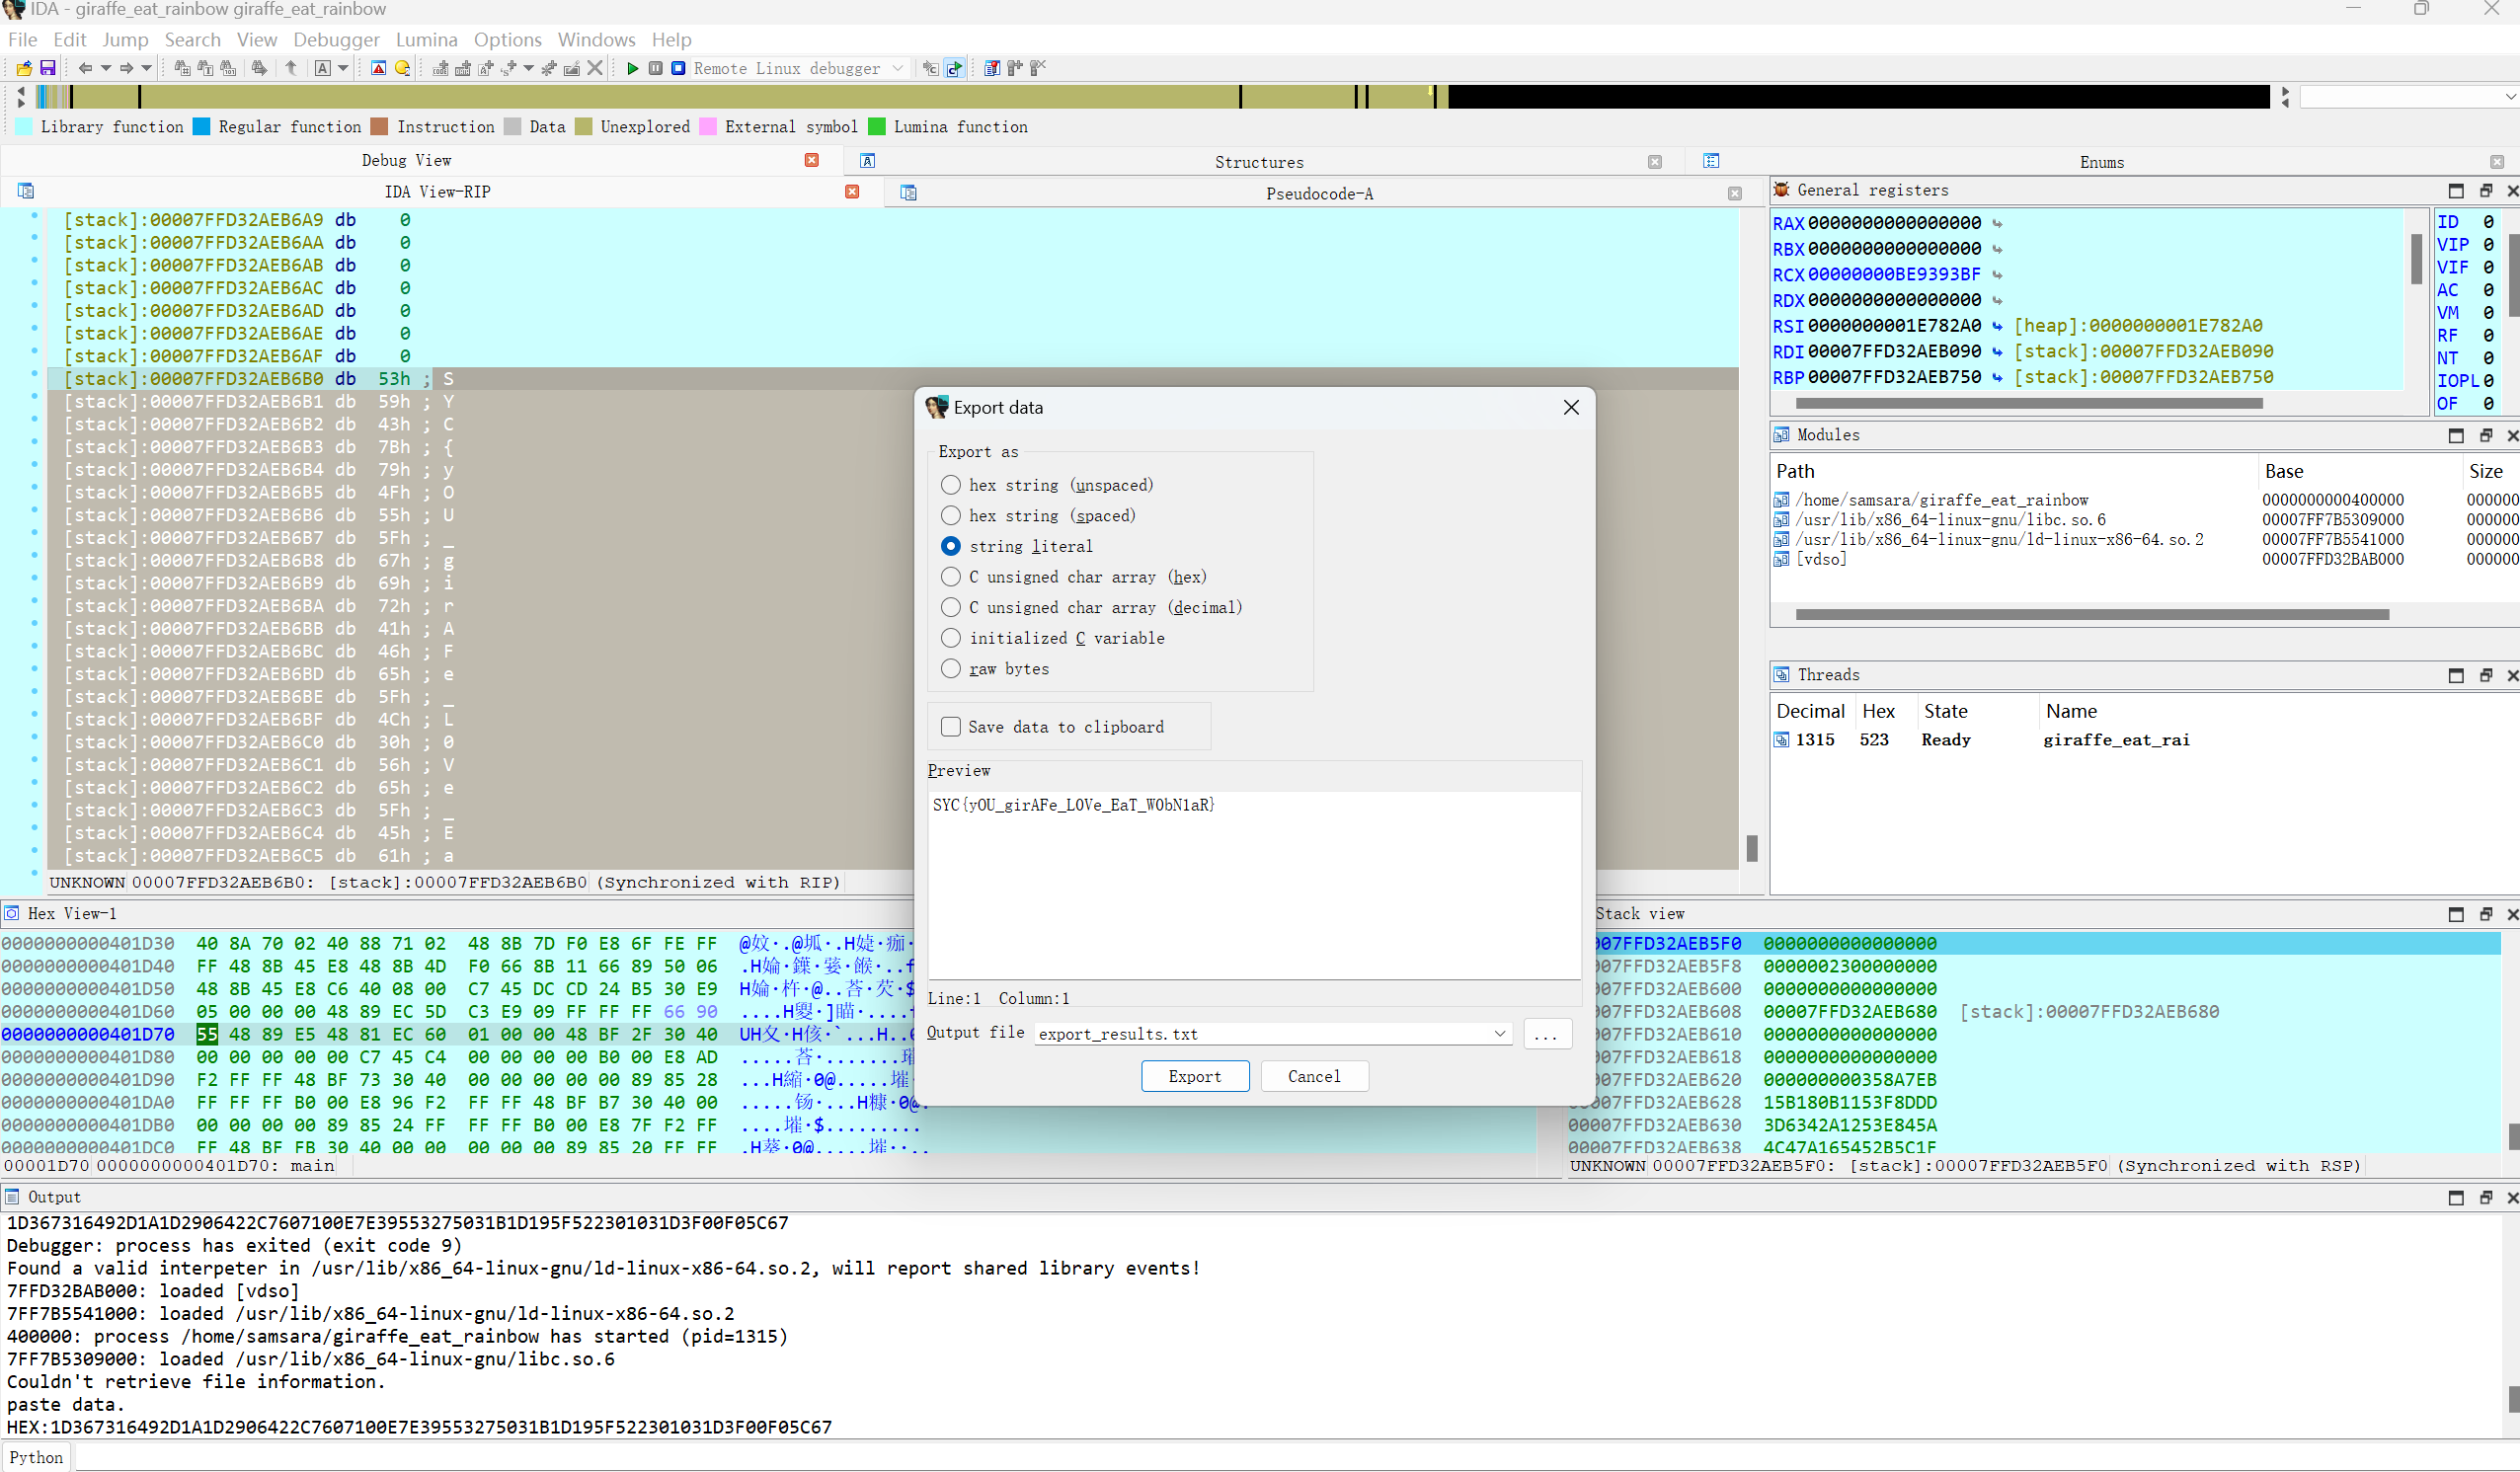 IDA - giraffe_eat_rainbow giraffe_eat_rainbow
File Edit Jump Search View Debugger Lumina Options Windows Help
Remote Linux debugger
Library function Regular function Instruction Data Unexplored External symbol Lumina function
Debug View Structures Enums
IDA View-RIP Pseudocode-A
[stack]:00007FFD32AEB6A9 db 0
[stack]:00007FFD32AEB6AA db 0
[stack]:00007FFD32AEB6AB db 0
[stack]:00007FFD32AEB6AC db 0
[stack]:00007FFD32AEB6AD db 0
[stack]:00007FFD32AEB6AE db 0
[stack]:00007FFD32AEB6AF db 0
[stack]:00007FFD32AEB6B0 db 53h ; S
[stack]:00007FFD32AEB6B1 db 59h ; Y
[stack]:00007FFD32AEB6B2 db 43h ; C
[stack]:00007FFD32AEB6B3 db 7Bh ; {
[stack]:00007FFD32AEB6B4 db 79h ; y
[stack]:00007FFD32AEB6B5 db 4Fh ; O
[stack]:00007FFD32AEB6B6 db 55h ; U
[stack]:00007FFD32AEB6B7 db 5Fh ; _
[stack]:00007FFD32AEB6B8 db 67h ; g
[stack]:00007FFD32AEB6B9 db 69h ; i
[stack]:00007FFD32AEB6BA db 72h ; r
[stack]:00007FFD32AEB6BB db 41h ; A
[stack]:00007FFD32AEB6BC db 46h ; F
[stack]:00007FFD32AEB6BD db 65h ; e
[stack]:00007FFD32AEB6BE db 5Fh ; _
[stack]:00007FFD32AEB6BF db 4Ch ; L
[stack]:00007FFD32AEB6C0 db 30h ; 0
[stack]:00007FFD32AEB6C1 db 56h ; V
[stack]:00007FFD32AEB6C2 db 65h ; e
[stack]:00007FFD32AEB6C3 db 5Fh ; _
[stack]:00007FFD32AEB6C4 db 45h ; E
[stack]:00007FFD32AEB6C5 db 61h ; a
UNKNOWN 00007FFD32AEB6B0: [stack]:00007FFD32AEB6B0 (Synchronized with RIP)
Export data
Export as
hex string (unspaced)
hex string (spaced)
string literal
C unsigned char array (hex)
C unsigned char array (decimal)
initialized C variable
raw bytes
Save data to clipboard
Preview
SYC{yOU_girAFe_L0Ve_EaT_W0bN1aR}
Line:1 Column:1
Output file export_results.txt ...
Export Cancel
General registers
RAX 0000000000000000
RBX 0000000000000000
RCX 00000000BE9393BF
RDX 0000000000000000
RSI 0000000001E782A0 [heap]:0000000001E782A0
RDI 00007FFD32AEB090 [stack]:00007FFD32AEB090
RBP 00007FFD32AEB750 [stack]:00007FFD32AEB750
ID 0
VIP 0
VIF 0
AC 0
VM 0
RF 0
NT 0
IOPL 0
OF 0
Modules
Path Base Size
/home/samsara/giraffe_eat_rainbow 0000000000400000 000000
/usr/lib/x86_64-linux-gnu/libc.so.6 00007FF7B5309000 000000
/usr/lib/x86_64-linux-gnu/ld-linux-x86-64.so.2 00007FF7B5541000 000000
[vdso] 00007FFD32BAB000 000000
Threads
Decimal Hex State Name
1315 523 Ready giraffe_eat_rai
Hex View-1
0000000000401D30 40 8A 70 02 40 88 71 02 48 8B 7D F0 E8 6F FE FF
0000000000401D40 FF 48 8B 45 E8 48 8B 4D F0 66 8B 11 66 89 50 06
0000000000401D50 48 8B 45 E8 C6 40 08 00 C7 45 DC CD 24 B5 30 E9
0000000000401D60 05 00 00 00 48 89 EC 5D C3 E9 09 FF FF FF 66 90
0000000000401D70 55 48 89 E5 48 81 EC 60 01 00 00 48 BF 2F 30 40
0000000000401D80 00 00 00 00 00 C7 45 C4 00 00 00 00 B0 00 E8 AD
0000000000401D90 F2 FF FF 48 BF 73 30 40 00 00 00 00 00 89 85 28
0000000000401DA0 FF FF FF B0 00 E8 96 F2 FF FF 48 BF B7 30 40 00
0000000000401DB0 00 00 00 00 89 85 24 FF FF FF B0 00 E8 7F F2 FF
0000000000401DC0 FF 48 BF FB 30 40 00 00 00 00 00 89 85 20 FF FF
00001D70 0000000000401D70: main
Stack view
007FFD32AEB5F0 0000000000000000
007FFD32AEB5F8 0000002300000000
007FFD32AEB600 0000000000000000
007FFD32AEB608 00007FFD32AEB680 [stack]:00007FFD32AEB680
007FFD32AEB610 0000000000000000
007FFD32AEB618 0000000000000000
007FFD32AEB620 000000000358A7EB
007FFD32AEB628 15B180B1153F8DDD
00007FFD32AEB630 3D6342A1253E845A
00007FFD32AEB638 4C47A165452B5C1F
UNKNOWN 00007FFD32AEB5F0: [stack]:00007FFD32AEB5F0 (Synchronized with RSP)
Output
1D367316492D1A1D2906422C7607100E7E39553275031B1D195F522301031D3F00F05C67
Debugger: process has exited (exit code 9)
Found a valid interpeter in /usr/lib/x86_64-linux-gnu/ld-linux-x86-64.so.2, will report shared library events!
7FFD32BAB000: loaded [vdso]
7FF7B5541000: loaded /usr/lib/x86_64-linux-gnu/ld-linux-x86-64.so.2
400000: process /home/samsara/giraffe_eat_rainbow has started (pid=1315)
7FF7B5309000: loaded /usr/lib/x86_64-linux-gnu/libc.so.6
Couldn't retrieve file information.
paste data.
HEX:1D367316492D1A1D2906422C7607100E7E39553275031B1D195F522301031D3F00F05C67
Python